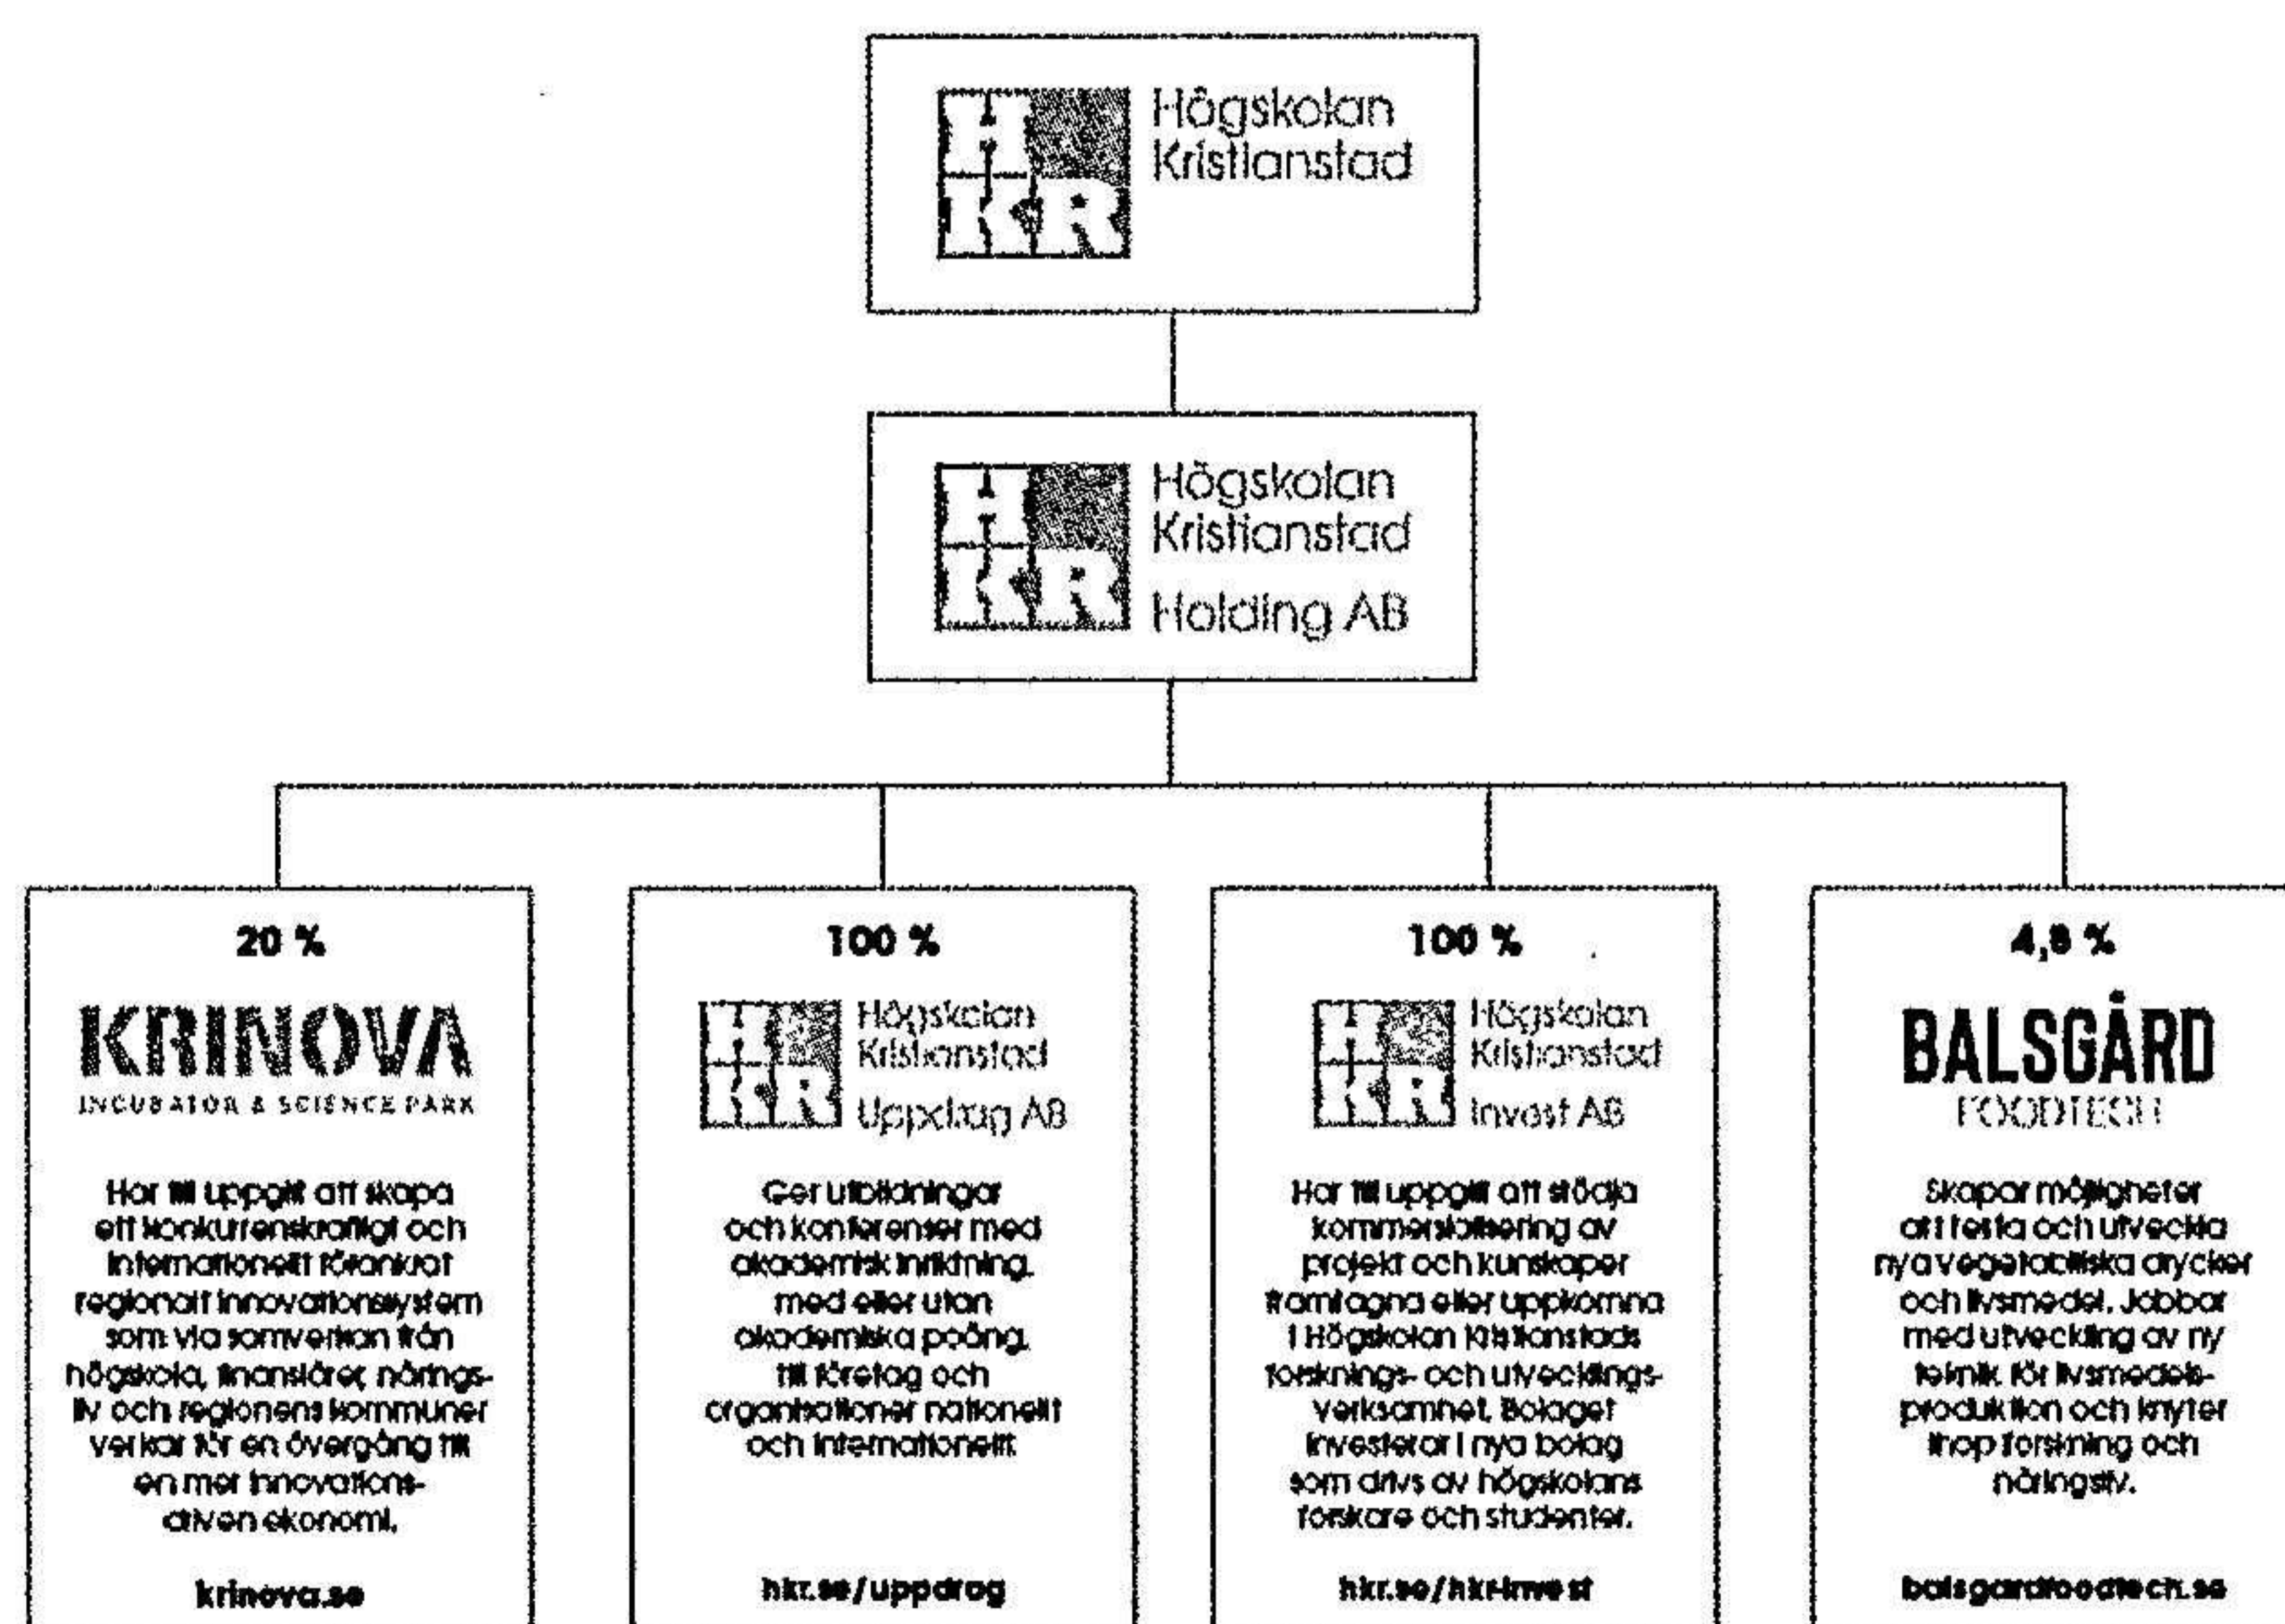 HKR
Högskolan
Kristianstad
HKR
Högskolan
Kristianstad
Holding AB
20 %
KRINOVA
INCUBATOR & SCIENCE PARK
Har till uppgift att skapa
ett konkurrenskraftigt och
internationellt förankrat
regionalt innovationssystem
som via samverkan från
högskola, finansiärer, närings-
liv och regionens kommuner
verkar för en övergång till
en mer innovations-
driven ekonomi.
krinova.se
100 %
HKR
Högskolan
Kristianstad
Uppdrag AB
Ger utbildningar
och konferenser med
akademisk inriktning,
med eller utan
akademiska poäng,
till företag och
organisationer nationellt
och internationellt.
hkr.se/uppdrag
100 %
HKR
Högskolan
Kristianstad
Invest AB
Har till uppgift att stödja
kommersialisering av
projekt och kunskaper
framtagna eller uppkomna
i Högskolan Kristianstads
forsknings- och utvecklings-
verksamhet. Bolaget
investerar i nya bolag
som drivs av högskolans
forskare och studenter.
hkr.se/hkr-invest
4,8 %
BALSGÅRD
FOODTECH
Skapar möjligheter
att testa och utveckla
nya vegetabiliska drycker
och livsmedel. Jobbar
med utveckling av ny
teknik för livsmedels-
produktion och knyter
ihop forskning och
näringsliv.
balsgardfoodtech.se